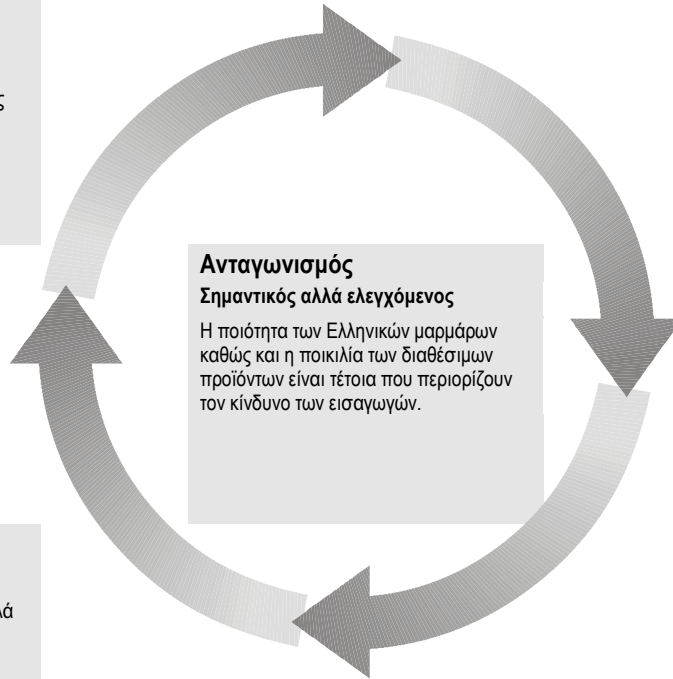 Ανταγωνισμός
Σημαντικός αλλά ελεγχόμενος
Η ποιότητα των Ελληνικών μαρμάρων
καθώς και η ποικιλία των διαθέσιμων
προϊόντων είναι τέτοια που περιορίζουν
τον κίνδυνο των εισαγωγών.